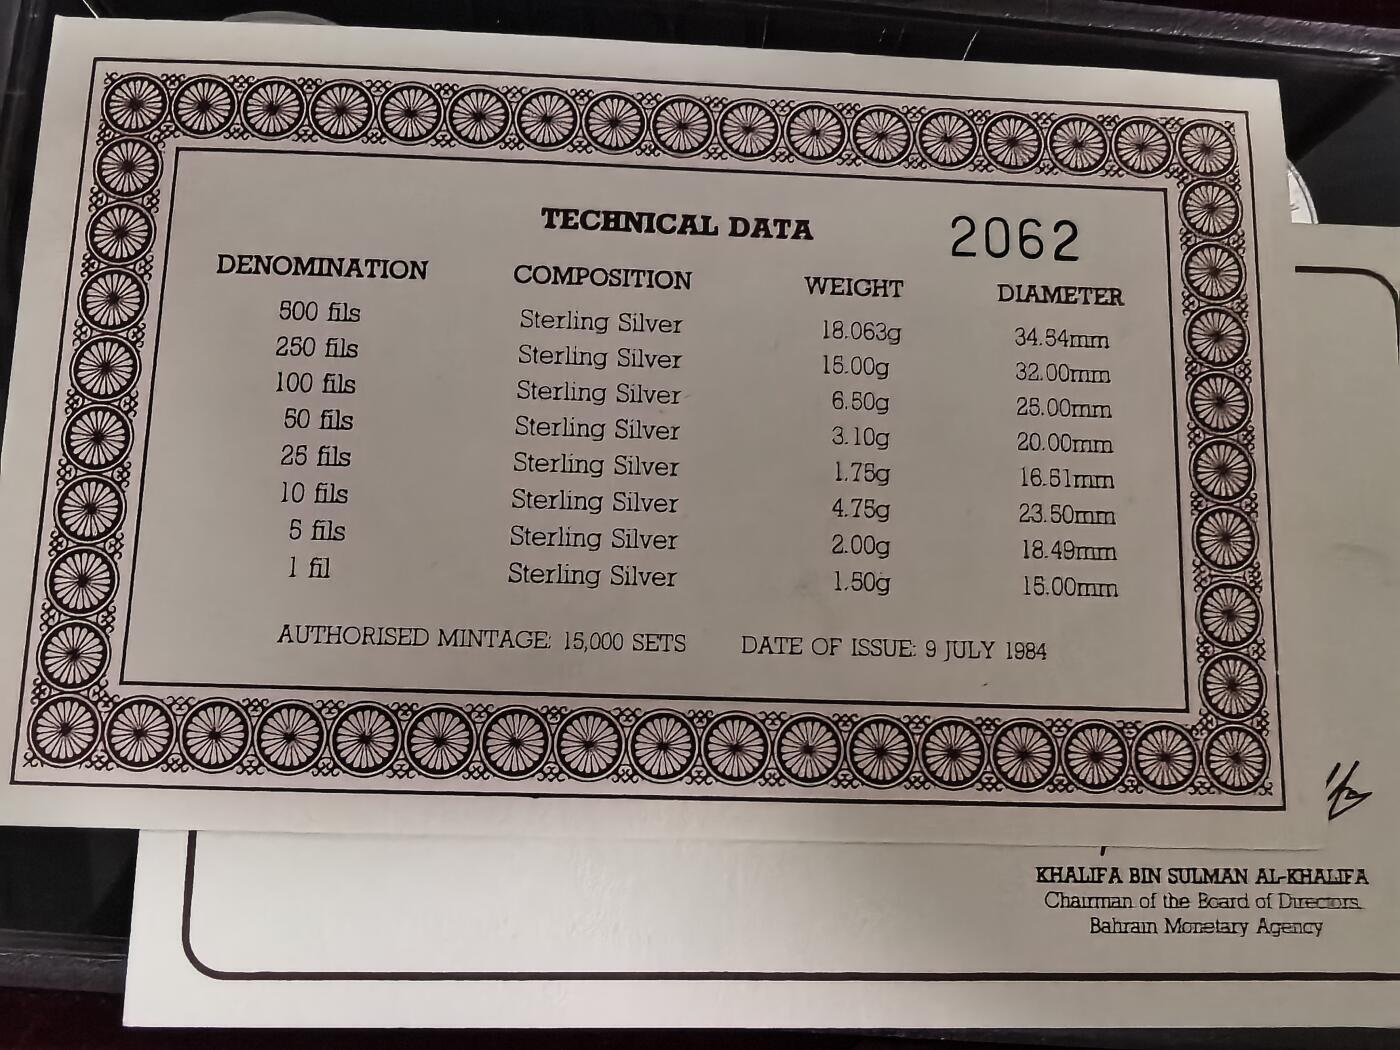 TECHNICAL DATA 2062
DENOMINATION COMPOSITION WEIGHT DIAMETER
500 fils Sterling Silver 18.063g 34.54mm
250 fils Sterling Silver 15.00g 32.00mm
100 fils Sterling Silver 6.50g 25.00mm
50 fils Sterling Silver 3.10g 20.00mm
25 fils Sterling Silver 1.75g 16.51mm
10 fils Sterling Silver 4.75g 23.50mm
5 fils Sterling Silver 2.00g 18.49mm
1 fil Sterling Silver 1.50g 15.00mm
AUTHORISED MINTAGE: 15,000 SETS DATE OF ISSUE: 9 JULY 1984
KHALIFA BIN SULMAN AL-KHALIFA
Chairman of the Board of Directors
Bahrain Monetary Agency